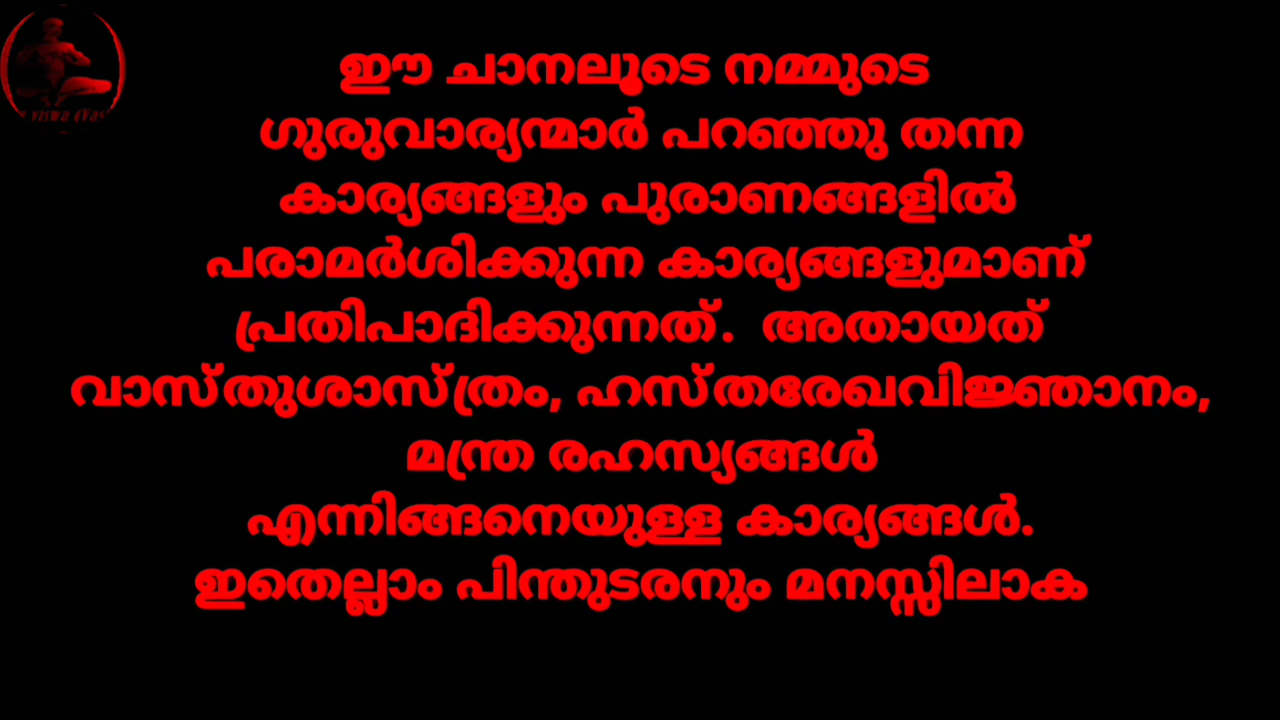 ഈ ചാനലൂടെ നമ്മുടെ
ഗുരുവാര്യന്മാർ പറഞ്ഞു തന്ന
കാര്യങ്ങളും പുരാണങ്ങളിൽ
പരാമർശിക്കുന്ന കാര്യങ്ങളുമാണ്
പ്രതിപാദിക്കുന്നത്. അതായത്
വാസ്തുശാസ്ത്രം, ഹസ്തരേഖവിജ്ഞാനം,
മന്ത്ര രഹസ്യങ്ങൾ
എന്നിങ്ങനെയുള്ള കാര്യങ്ങൾ.
ഇതെല്ലാം പിന്തുടരനും മനസ്സിലാക